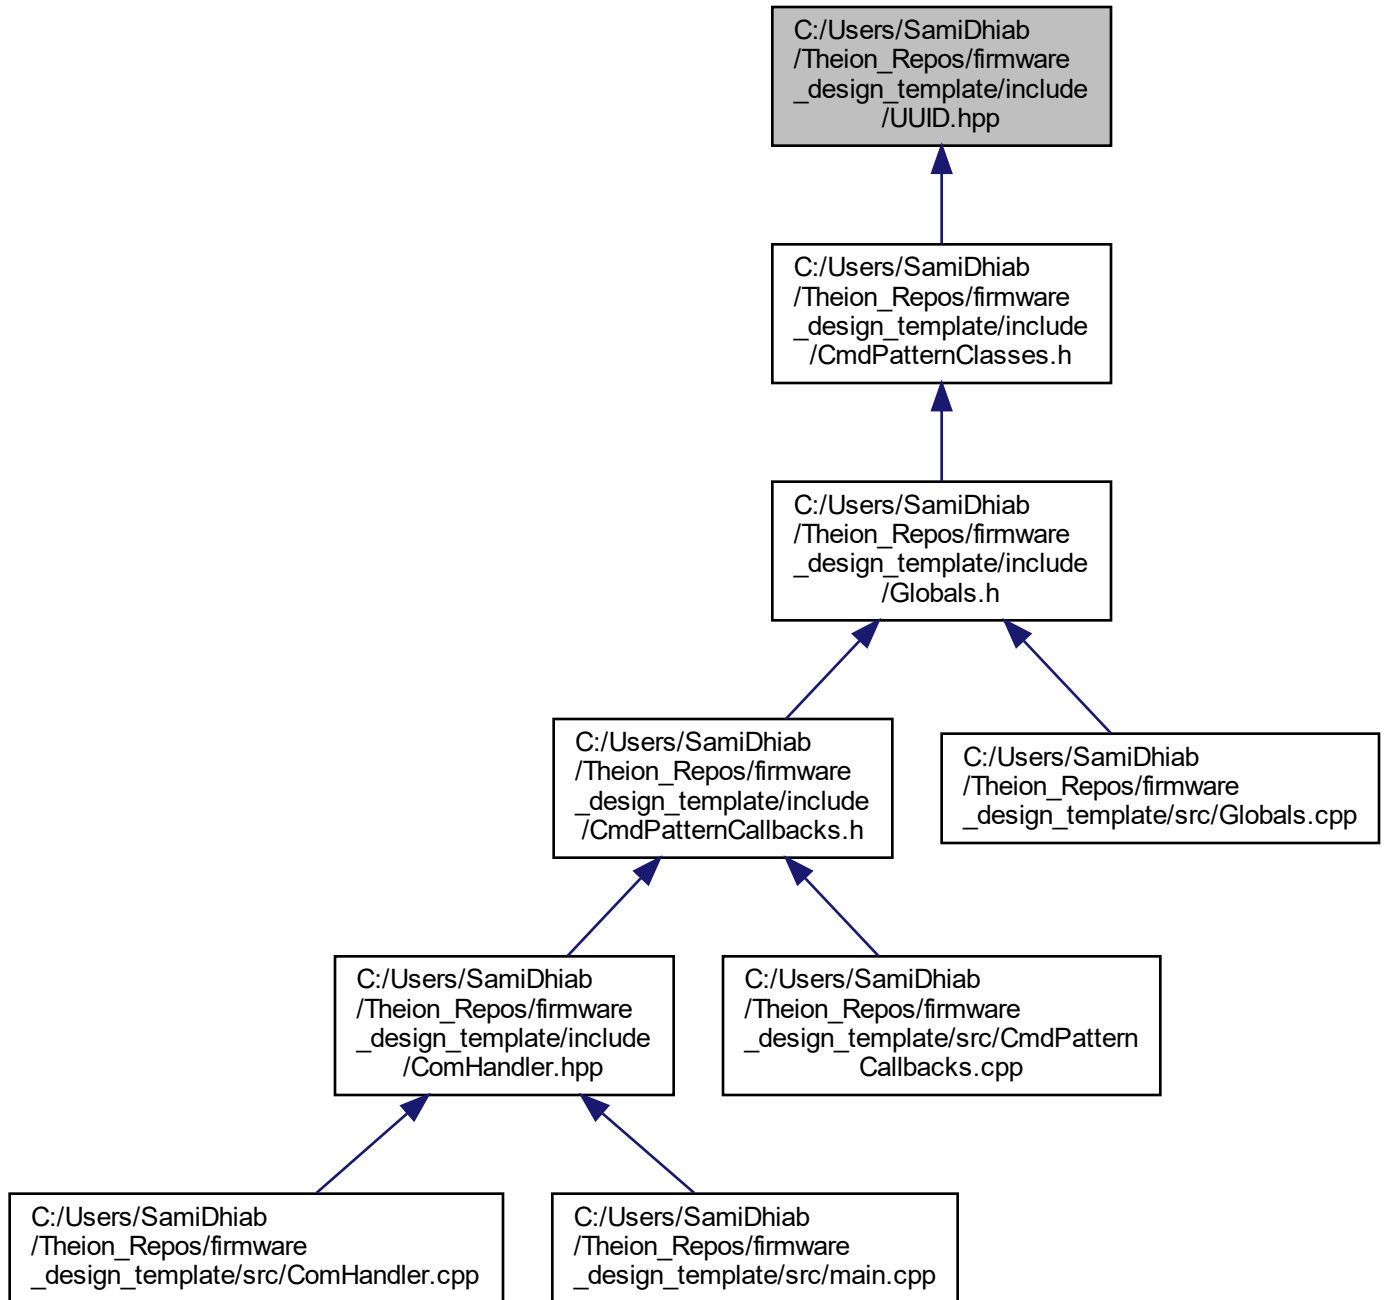 C:/Users/SamiDhiab
/Theion_Repos/firmware
_design_template/include
/UUID.hpp
C:/Users/SamiDhiab
/Theion_Repos/firmware
_design_template/include
/CmdPatternClasses.h
C:/Users/SamiDhiab
/Theion_Repos/firmware
_design_template/include
/Globals.h
C:/Users/SamiDhiab
/Theion_Repos/firmware
_design_template/include
/CmdPatternCallbacks.h
C:/Users/SamiDhiab
/Theion_Repos/firmware
_design_template/src/Globals.cpp
C:/Users/SamiDhiab
/Theion_Repos/firmware
_design_template/include
/ComHandler.hpp
C:/Users/SamiDhiab
/Theion_Repos/firmware
_design_template/src/CmdPattern
Callbacks.cpp
C:/Users/SamiDhiab
/Theion_Repos/firmware
_design_template/src/ComHandler.cpp
C:/Users/SamiDhiab
/Theion_Repos/firmware
_design_template/src/main.cpp